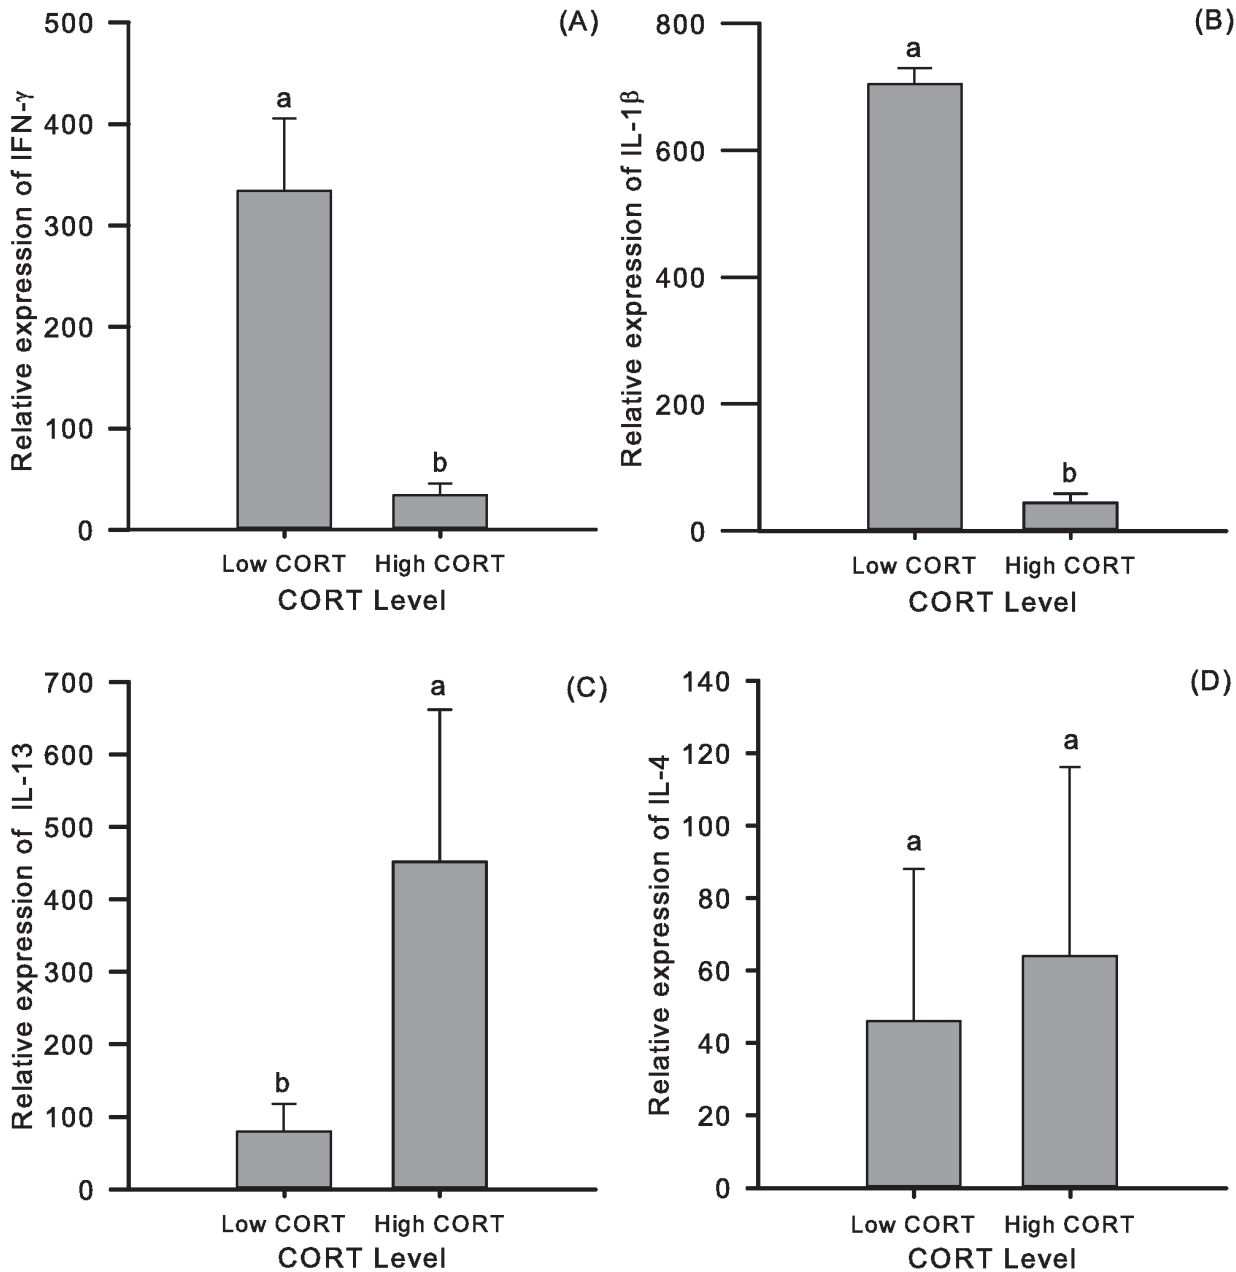 (A)
Relative expression of IFN-γ
500
400
300
200
100
0
a
b
Low CORT
High CORT
CORT Level
(B)
Relative expression of IL-1β
800
600
400
200
0
a
b
Low CORT
High CORT
CORT Level
(C)
Relative expression of IL-13
700
600
500
400
300
200
100
0
b
a
Low CORT
High CORT
CORT Level
(D)
Relative expression of IL-4
140
120
100
80
60
40
20
0
a
a
Low CORT
High CORT
CORT Level